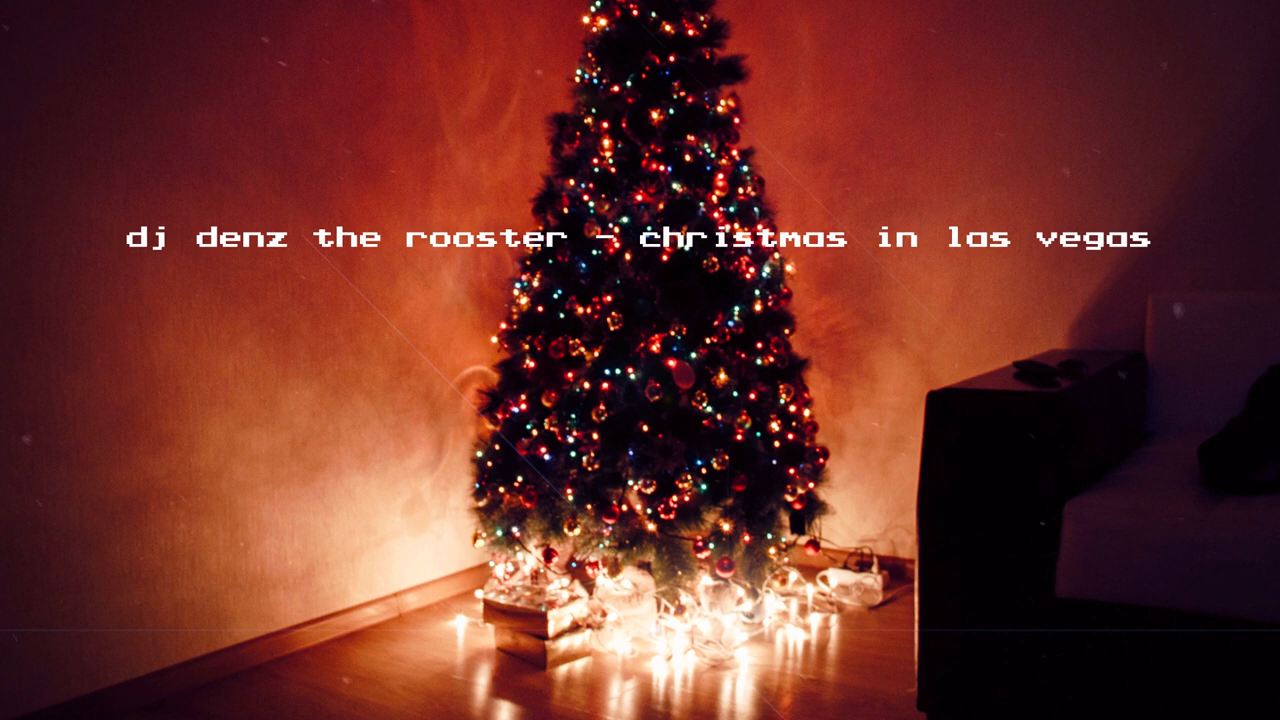 dj denz the rooster - christmas in las vegas